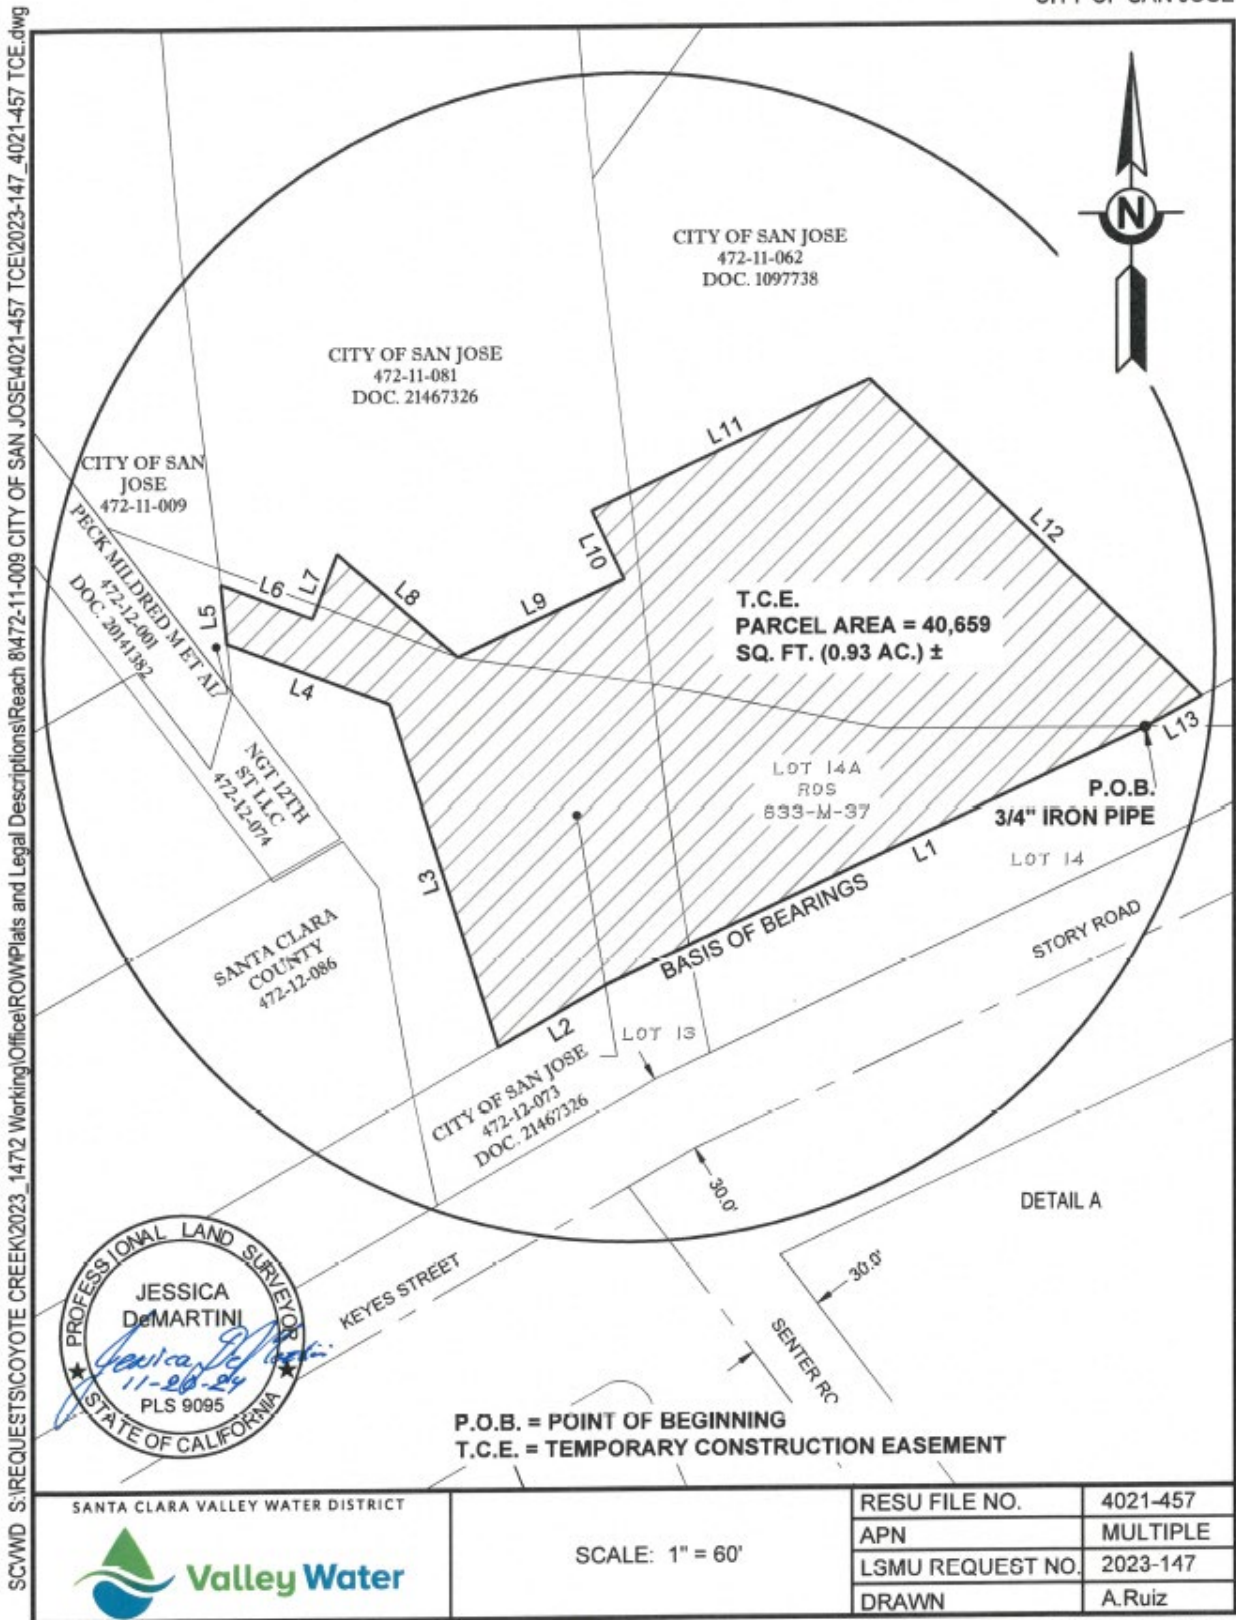 SCVWD S:\REQUESTS\COYOTE CREEK\2023_147\2 Working\Office\ROW\Plats and Legal Descriptions\Reach 8\472-11-009 CITY OF SAN JOSE\4021-457 TCE\2023-147_4021-457 TCE.dwg
CITY OF SAN JOSE
N
CITY OF SAN JOSE
472-11-062
DOC. 1097738
CITY OF SAN JOSE
472-11-081
DOC. 21467326
L11
CITY OF SAN
JOSE
472-11-009
L12
L10
PECK MILDRED M ET AL
472-12-001
DOC. 20141382
L6
L7
L8
L9
L5
T.C.E.
PARCEL AREA = 40,659
SQ. FT. (0.93 AC.) ±
L4
L13
NGT 12TH
ST LLC
472-12-074
LOT 14A
ROS
633-M-37
P.O.B.
3/4" IRON PIPE
L1
LOT 14
L3
BASIS OF BEARINGS
STORY ROAD
SANTA CLARA
COUNTY
472-12-086
L2
LOT 13
CITY OF SAN JOSE
472-12-073
DOC. 21467326
30.0'
DETAIL A
30.0'
KEYES STREET
SENTER RD
PROFESSIONAL LAND SURVEYOR
JESSICA
DeMARTINI
Jessica DeMartini
PLS 9095
STATE OF CALIFORNIA
P.O.B. = POINT OF BEGINNING
T.C.E. = TEMPORARY CONSTRUCTION EASEMENT
SANTA CLARA VALLEY WATER DISTRICT
Valley Water
SCALE: 1" = 60'
RESU FILE NO. 4021-457
APN MULTIPLE
LSMU REQUEST NO. 2023-147
DRAWN A.Ruiz